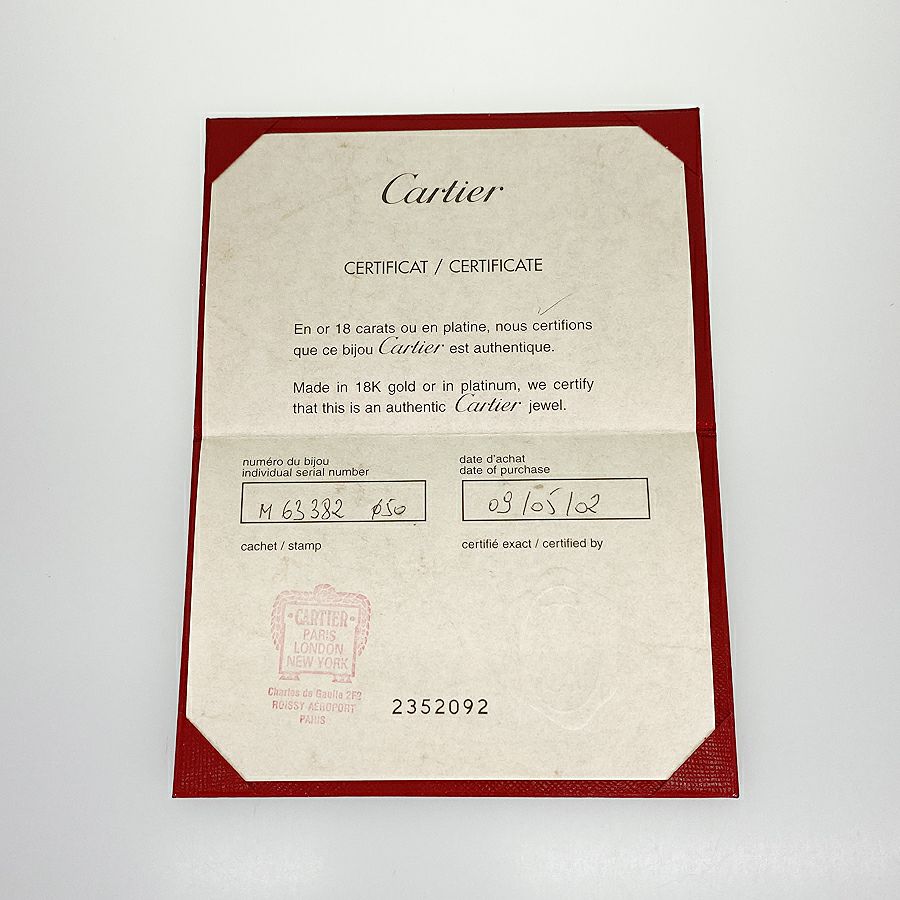 Cartier
CERTIFICAT / CERTIFICATE
En or 18 carats ou en platine, nous certifions
que ce bijou Cartier est authentique.
Made in 18K gold or in platinum, we certify
that this is an authentic Cartier jewel.
numéro du bijou
individual serial number
M 63382 ø50
date d'achat
date of purchase
09/05/02
cachet / stamp
certifié exact / certified by
CARTIER
PARIS
LONDON
NEW YORK
Charles de Gaulle 2F2
ROISSY AÉROPORT
PARIS
2352092